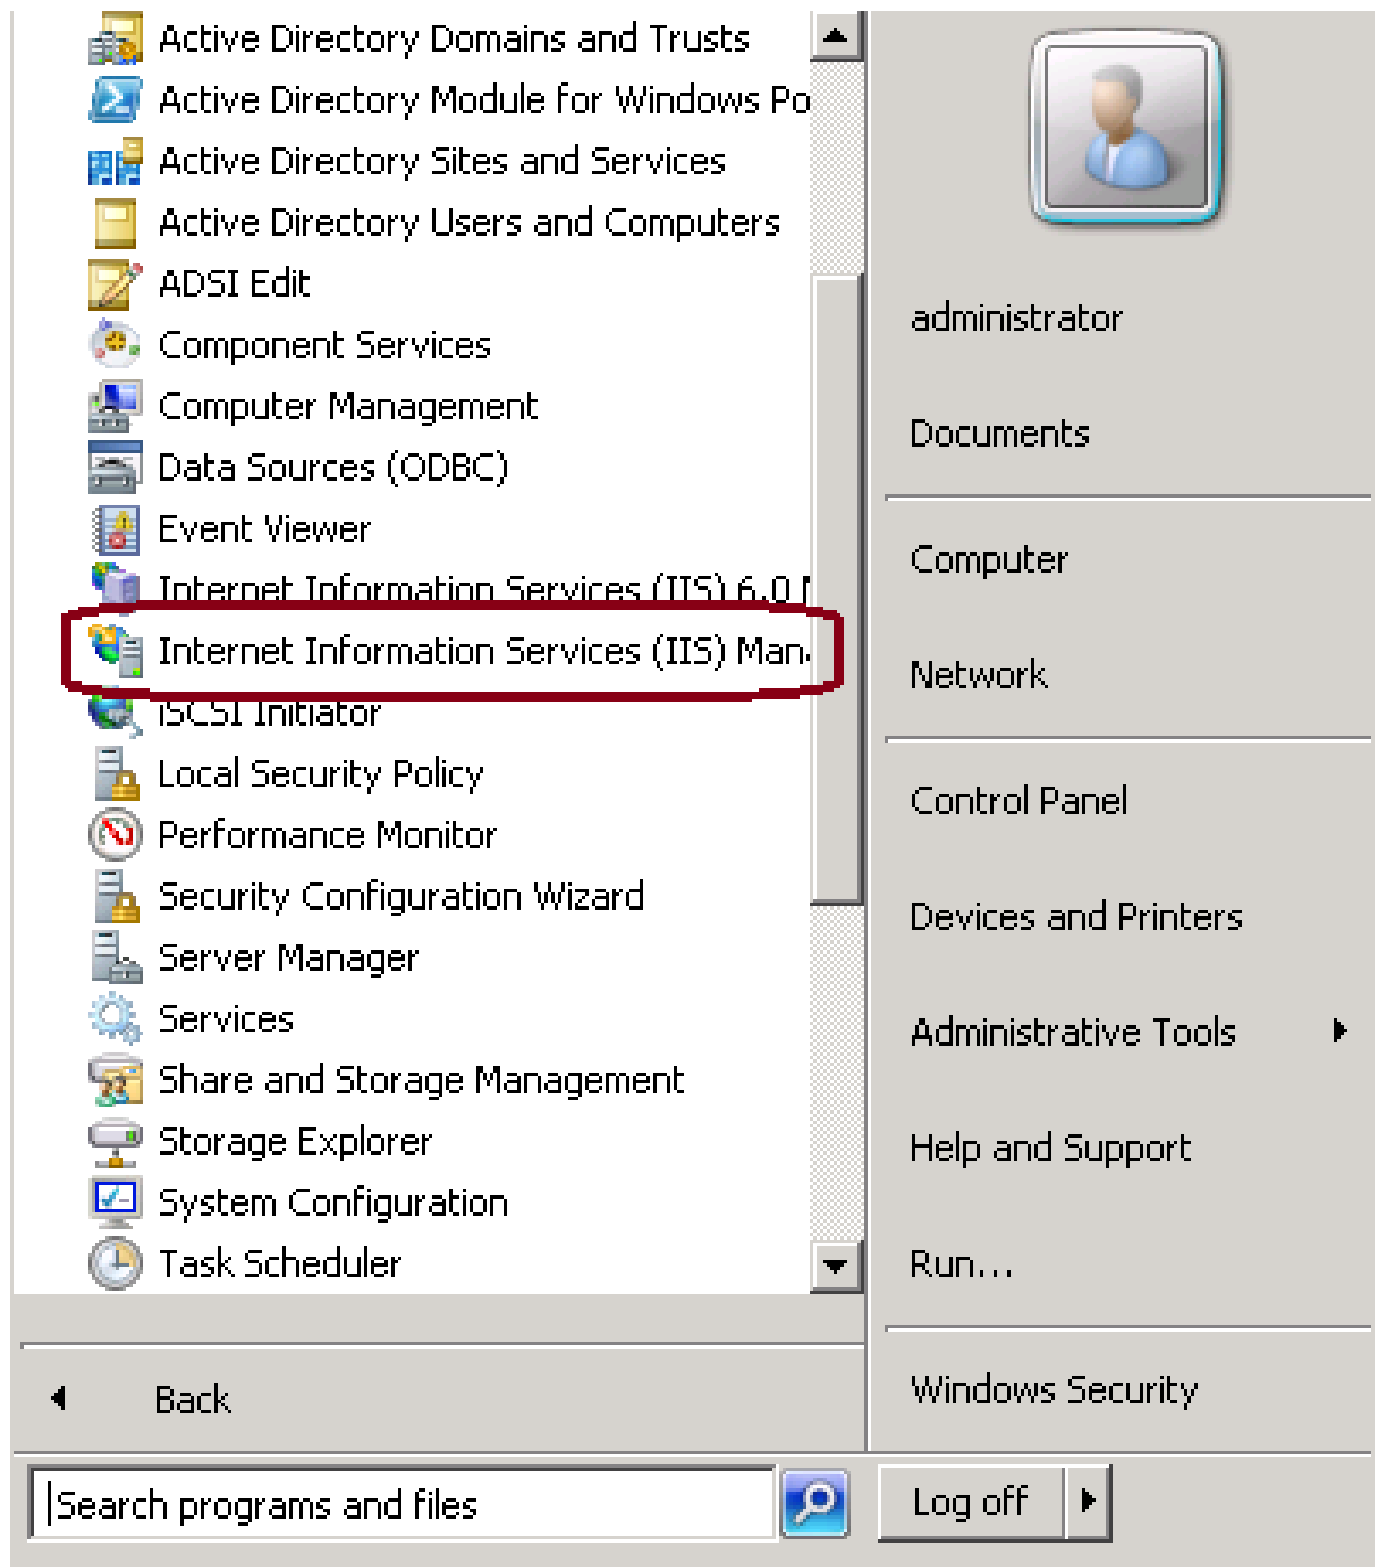 Active Directory Domains and Trusts
Active Directory Module for Windows Po
Active Directory Sites and Services
Active Directory Users and Computers
ADSI Edit
Component Services
Computer Management
Data Sources (ODBC)
Event Viewer
Internet Information Services (IIS) 6.0
Internet Information Services (IIS) Man
iSCSI Initiator
Local Security Policy
Performance Monitor
Security Configuration Wizard
Server Manager
Services
Share and Storage Management
Storage Explorer
System Configuration
Task Scheduler
Back
Search programs and files
administrator
Documents
Computer
Network
Control Panel
Devices and Printers
Administrative Tools
Help and Support
Run...
Windows Security
Log off